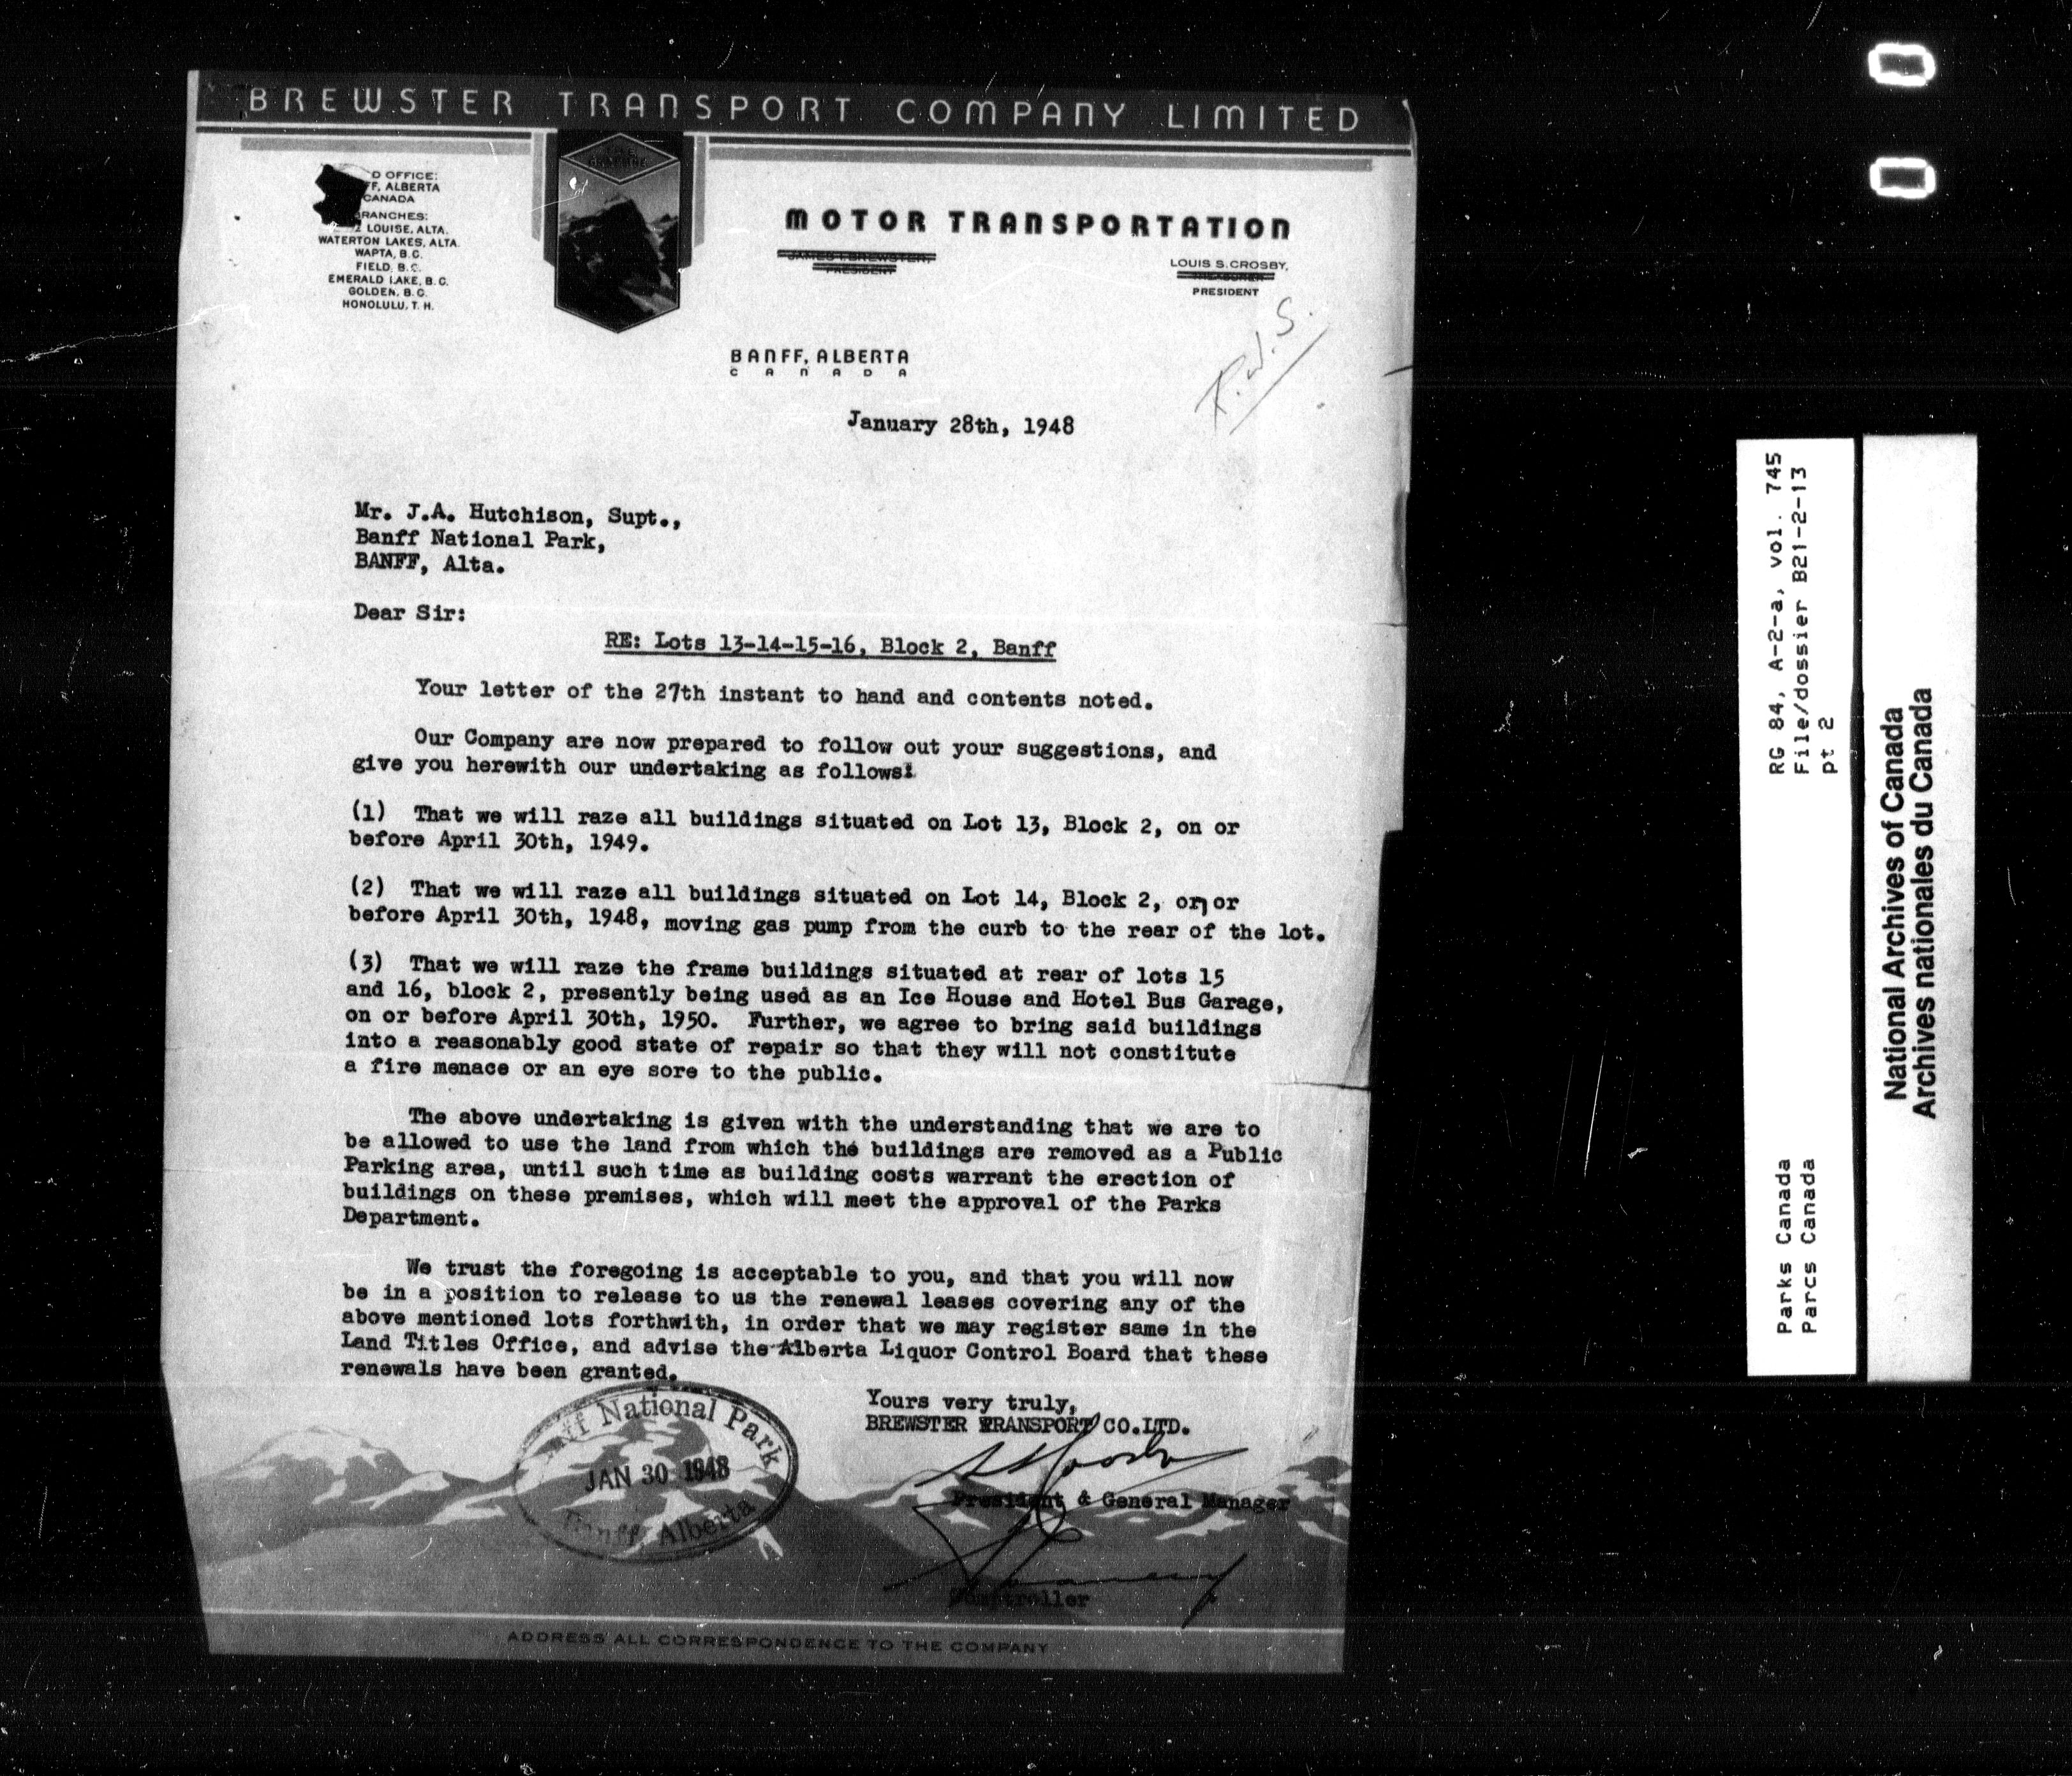 BREWSTER TRANSPORT COMPANY LIMITED
D OFFICE:
F, ALBERTA
CANADA
RANCHES:
LOUISE, ALTA.
WATERTON LAKES, ALTA.
WAPTA, B.C.
FIELD, B.C.
EMERALD LAKE, B.C.
GOLDEN, B.C.
HONOLULU, T. H.
MOTOR TRANSPORTATION
JAMES I. BREWSTER,
PRESIDENT
LOUIS S. CROSBY,
PRESIDENT
BANFF, ALBERTA
CANADA
January 28th, 1948
Mr. J.A. Hutchison, Supt.,
Banff National Park,
BANFF, Alta.
Dear Sir:
RE: Lots 13-14-15-16, Block 2, Banff
Your letter of the 27th instant to hand and contents noted.
Our Company are now prepared to follow out your suggestions, and
give you herewith our undertaking as follows:
(1) That we will raze all buildings situated on Lot 13, Block 2, on or
before April 30th, 1949.
(2) That we will raze all buildings situated on Lot 14, Block 2, on or
before April 30th, 1948, moving gas pump from the curb to the rear of the lot.
(3) That we will raze the frame buildings situated at rear of lots 15
and 16, block 2, presently being used as an Ice House and Hotel Bus Garage,
on or before April 30th, 1950. Further, we agree to bring said buildings
into a reasonably good state of repair so that they will not constitute
a fire menace or an eye sore to the public.
The above undertaking is given with the understanding that we are to
be allowed to use the land from which the buildings are removed as a Public
Parking area, until such time as building costs warrant the erection of
buildings on these premises, which will meet the approval of the Parks
Department.
We trust the foregoing is acceptable to you, and that you will now
be in a position to release to us the renewal leases covering any of the
above mentioned lots forthwith, in order that we may register same in the
Land Titles Office, and advise the Alberta Liquor Control Board that these
renewals have been granted.
Yours very truly,
BREWSTER TRANSPORT CO.LTD.
President & General Manager
Comptroller
nff National Park
JAN 30 1948
Banff, Alberta
ADDRESS ALL CORRESPONDENCE TO THE COMPANY
RG 84, A-2-a, vol. 745
File/dossier B21-2-13
pt 2
Parks Canada
Parcs Canada
National Archives of Canada
Archives nationales du Canada